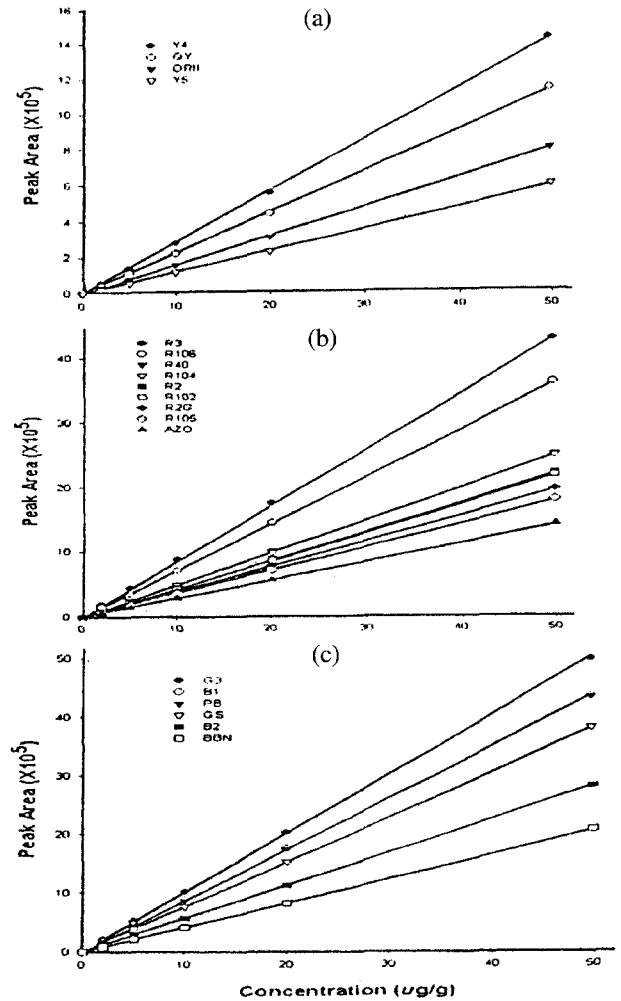 (a)
16
14
12
10
8
6
4
2
0
Y4
QY
ORII
Y5
Peak Area (X10⁵)
0 10 20 30 40 50
(b)
40
30
20
10
0
R3
R106
R40
R104
R2
R102
R2G
R105
AZO
Peak Area (X10⁵)
0 10 20 30 40 50
(c)
50
40
30
20
10
0
G3
B1
PB
GS
B2
BBN
Peak Area (X10⁵)
0 10 20 30 40 50
Concentration (ug/g)